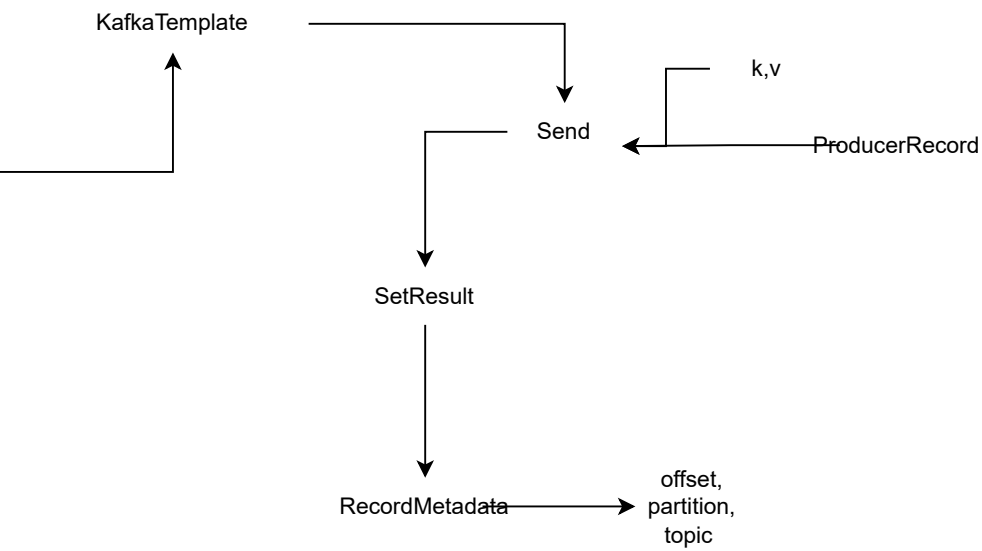 KafkaTemplate
k,v
Send
ProducerRecord
SetResult
RecordMetadata
offset,
partition,
topic